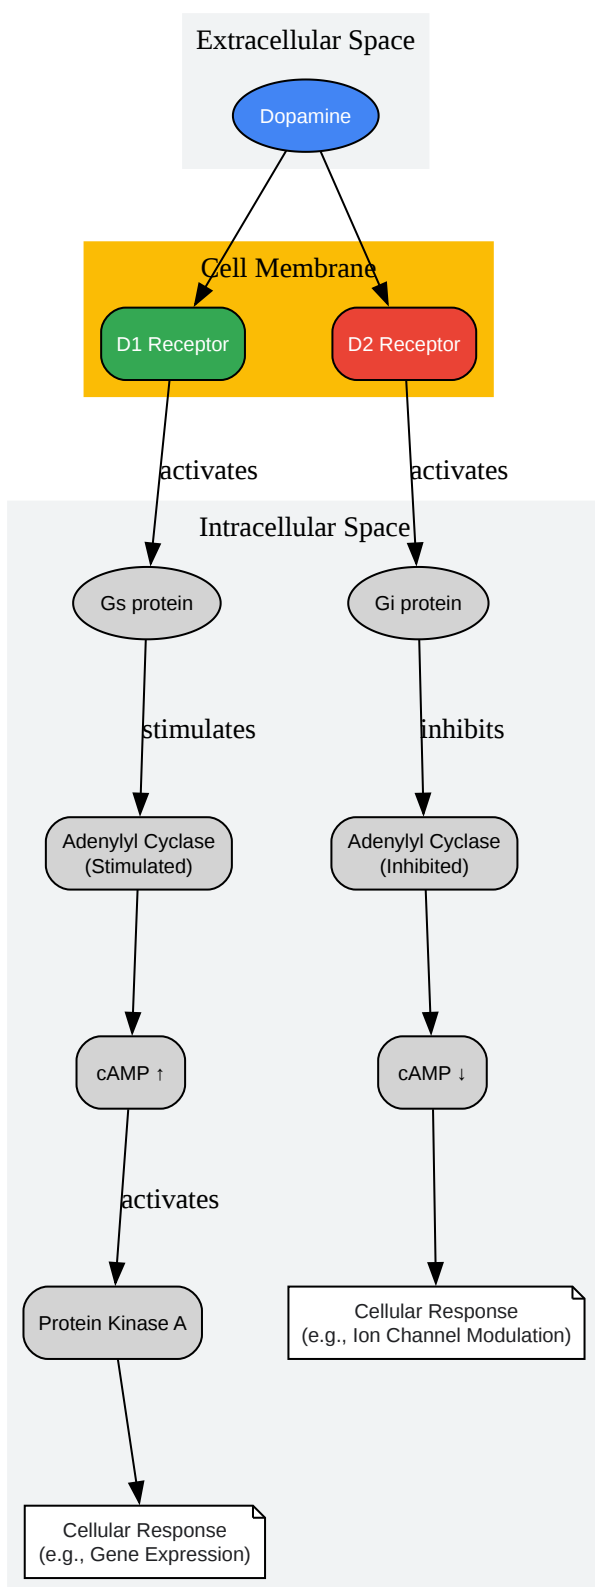 Extracellular Space
Dopamine
Cell Membrane
D1 Receptor
D2 Receptor
activates
activates
Intracellular Space
Gs protein
Gi protein
stimulates
inhibits
Adenylyl Cyclase
(Stimulated)
Adenylyl Cyclase
(Inhibited)
cAMP ↑
cAMP ↓
activates
Protein Kinase A
Cellular Response
(e.g., Ion Channel Modulation)
Cellular Response
(e.g., Gene Expression)